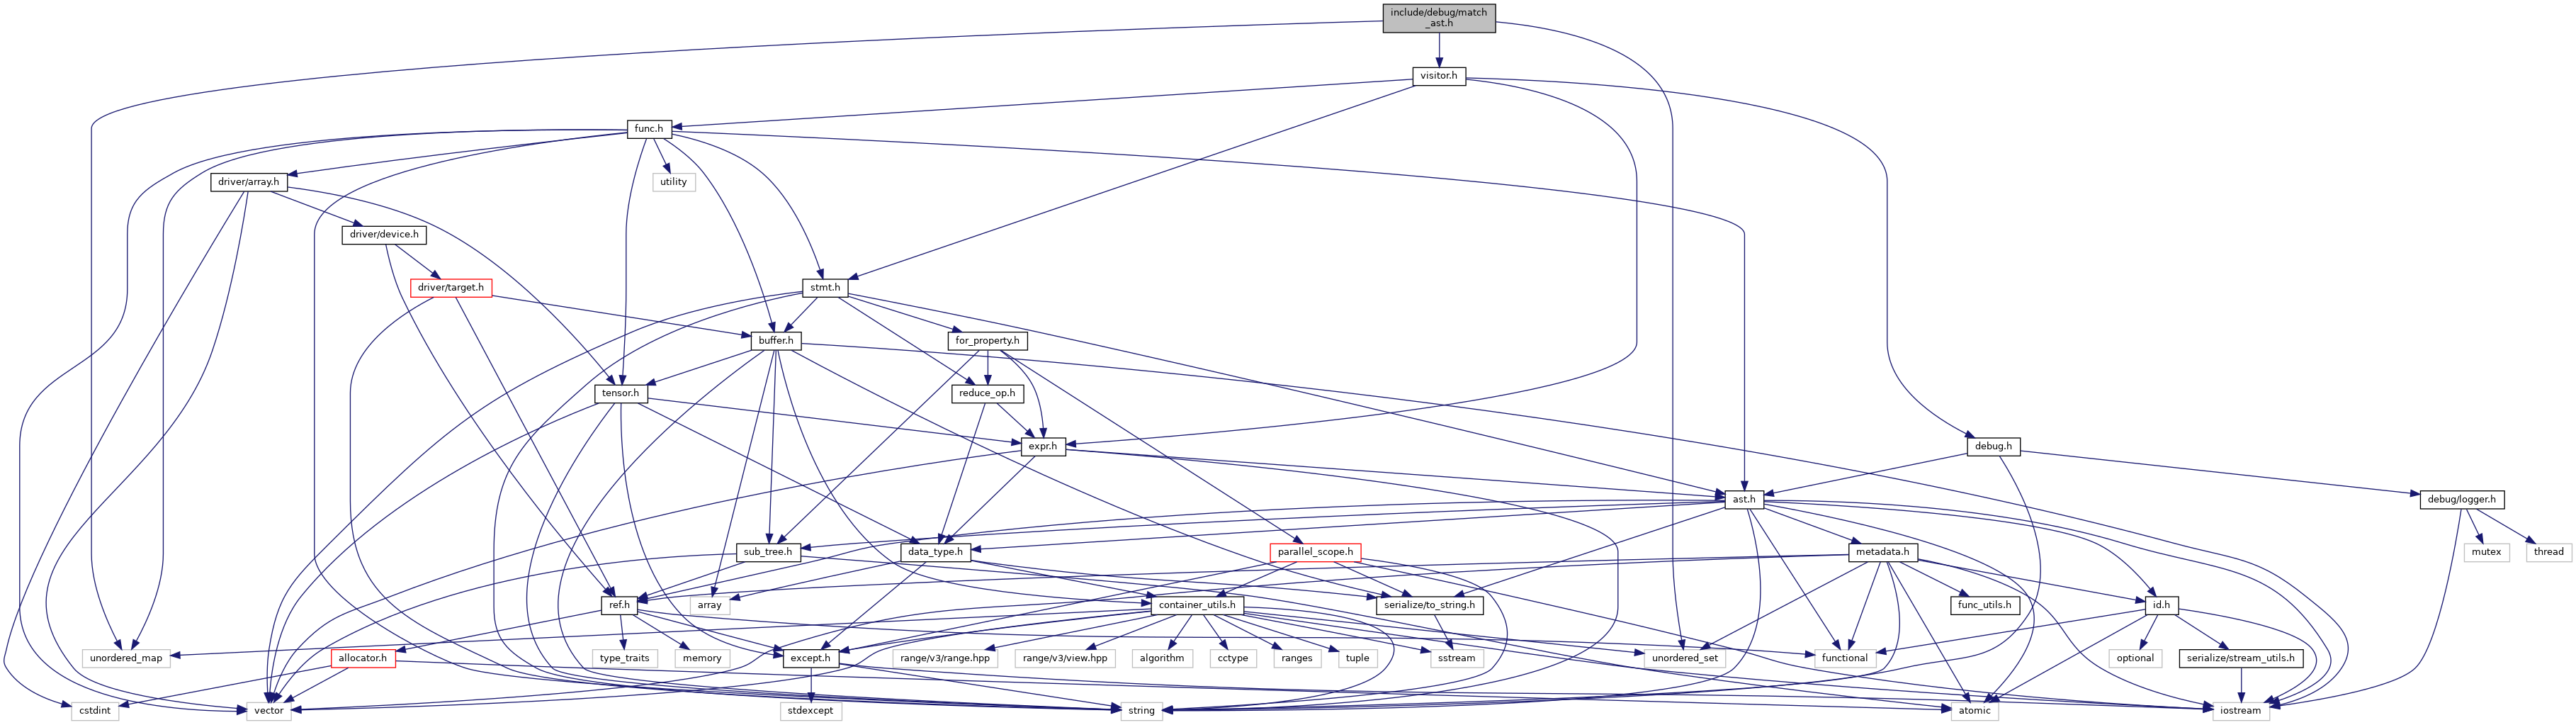 include/debug/match
_ast.h
visitor.h
func.h
driver/array.h
utility
driver/device.h
driver/target.h
stmt.h
buffer.h
for_property.h
tensor.h
reduce_op.h
expr.h
debug.h
ast.h
debug/logger.h
sub_tree.h
data_type.h
parallel_scope.h
metadata.h
mutex
thread
ref.h
array
container_utils.h
serialize/to_string.h
func_utils.h
id.h
unordered_map
allocator.h
type_traits
memory
except.h
range/v3/range.hpp
range/v3/view.hpp
algorithm
cctype
ranges
tuple
sstream
unordered_set
functional
optional
serialize/stream_utils.h
cstdint
vector
stdexcept
string
atomic
iostream